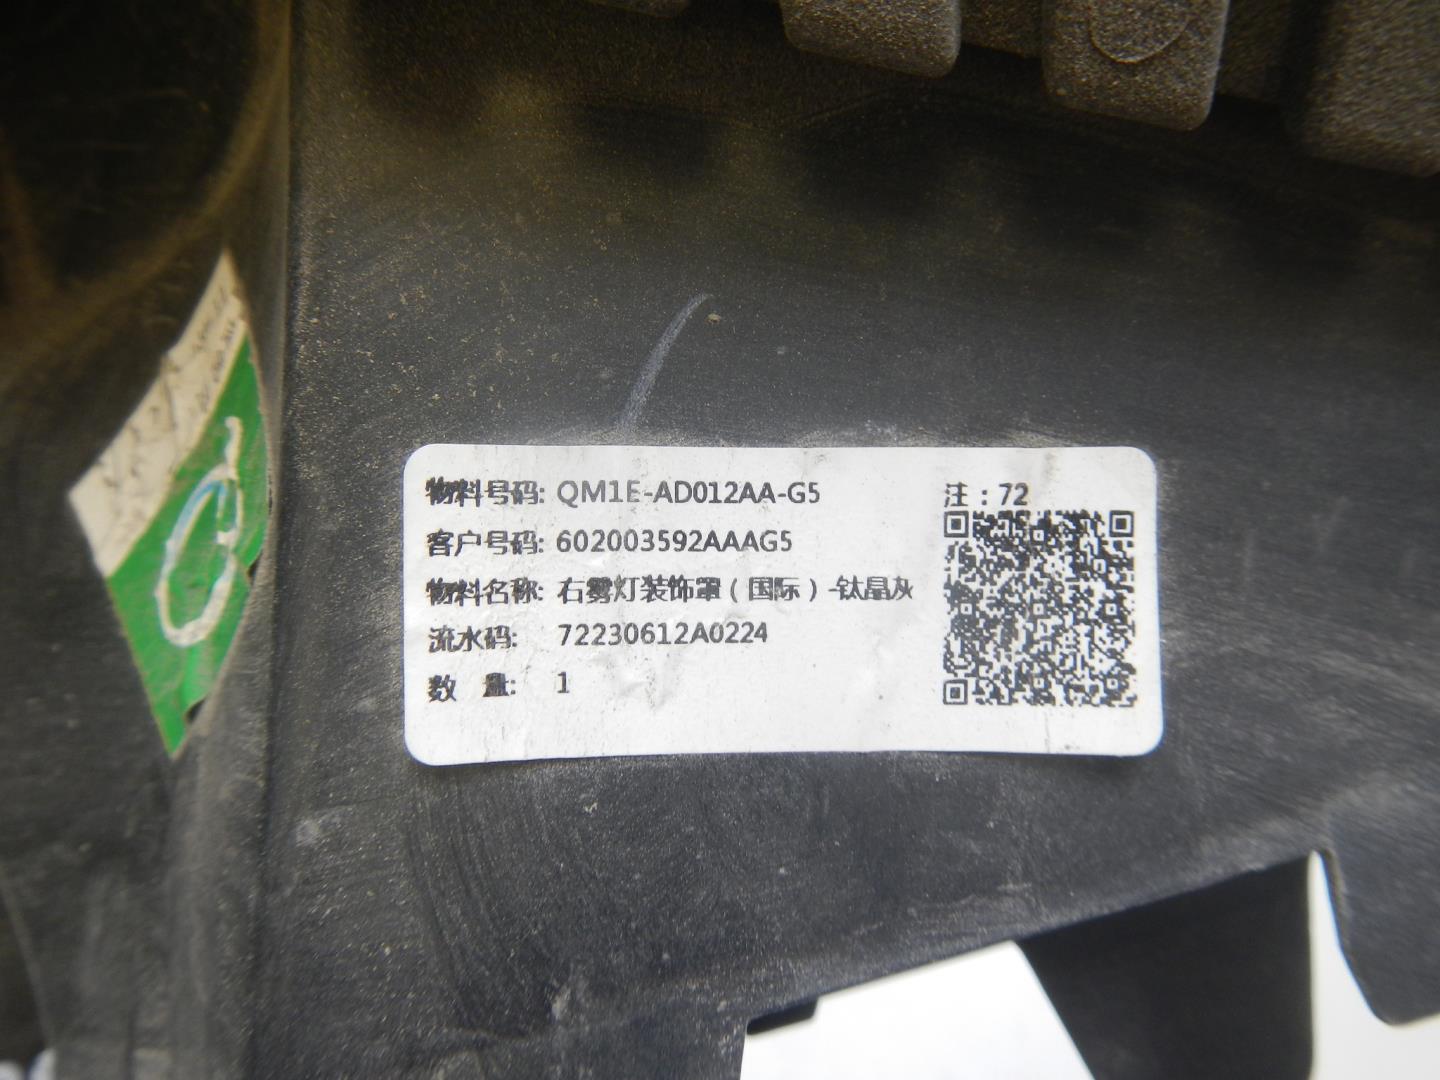 物料号码: QM1E-AD012AA-G5
注：72
客户号码: 602003592AAAG5
物料名称: 右雾灯装饰罩（国际）-钛晶灰
流水码: 72230612A0224
数 量: 1